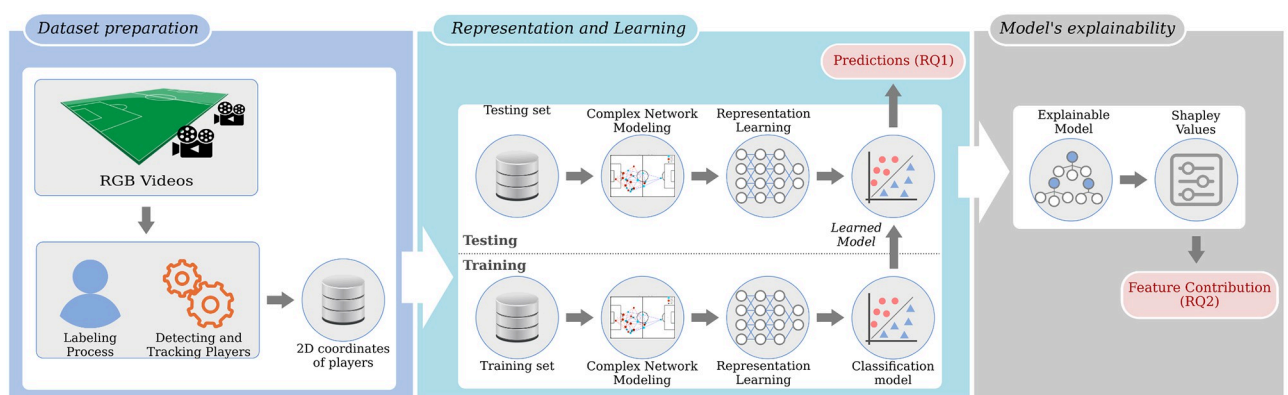 Dataset preparation
RGB Videos
Labeling
Process
Detecting and
Tracking Players
2D coordinates
of players
Representation and Learning
Predictions (RQ1)
Testing set
Complex Network
Modeling
Representation
Learning
Learned
Model
Testing
Training
Training set
Complex Network
Modeling
Representation
Learning
Classification
model
Model's explainability
Explainable
Model
Shapley
Values
Feature Contribution
(RQ2)